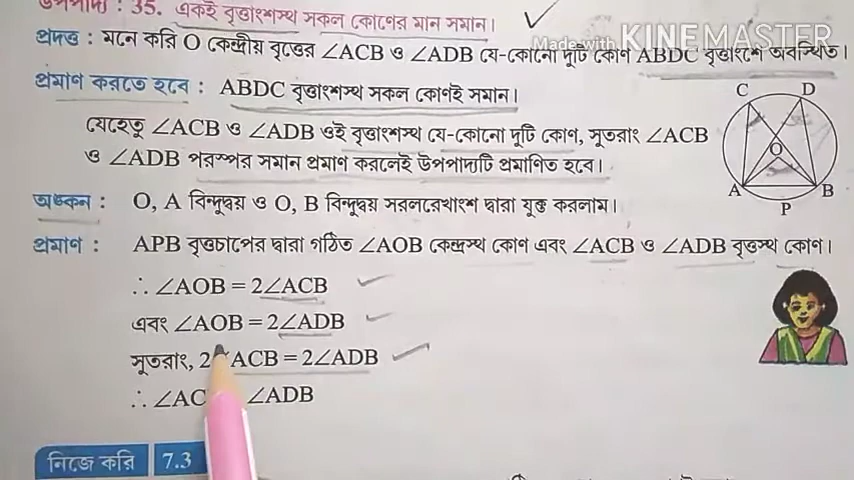 উপপাদ্য : 35. একই বৃত্তাংশস্থ সকল কোণের মান সমান।
Made with KINEMASTER
প্রদত্ত : মনে করি O কেন্দ্রীয় বৃত্তের ∠ACB ও ∠ADB যে-কোনো দুটি কোণ ABDC বৃত্তাংশে অবস্থিত।
প্রমাণ করতে হবে : ABDC বৃত্তাংশস্থ সকল কোণই সমান।
যেহেতু ∠ACB ও ∠ADB ওই বৃত্তাংশস্থ যে-কোনো দুটি কোণ, সুতরাং ∠ACB
ও ∠ADB পরস্পর সমান প্রমাণ করলেই উপপাদ্যটি প্রমাণিত হবে।
C D
O
A B
P
অঙ্কন : O, A বিন্দুদ্বয় ও O, B বিন্দুদ্বয় সরলরেখাংশ দ্বারা যুক্ত করলাম।
প্রমাণ : APB বৃত্তচাপের দ্বারা গঠিত ∠AOB কেন্দ্রস্থ কোণ এবং ∠ACB ও ∠ADB বৃত্তস্থ কোণ।
∴ ∠AOB = 2∠ACB
এবং ∠AOB = 2∠ADB
সুতরাং, 2 ACB = 2∠ADB
∴ ∠AC ∠ADB
নিজে করি 7.3